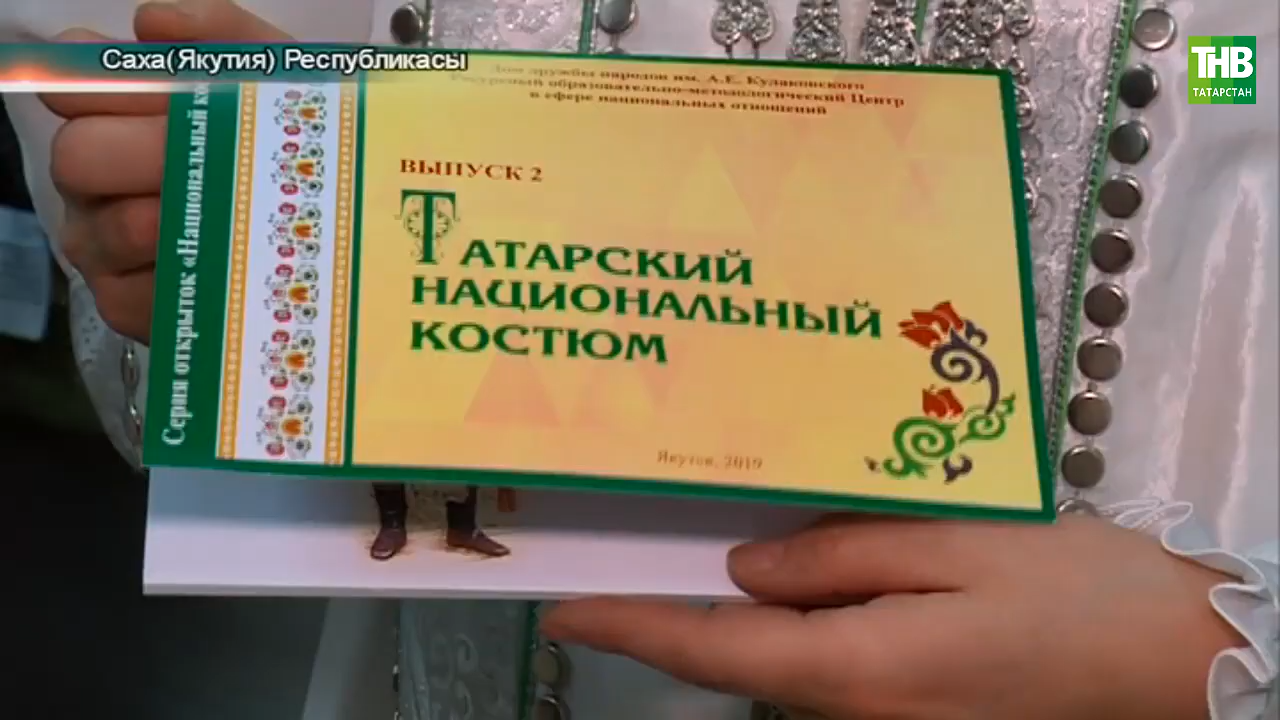 Саха(Якутия) Республикасы
ТНВ
ТАТАРСТАН
Дом дружбы народов им. А.Е. Кулаковского
Ресурсный образовательно-методологический Центр
в сфере национальных отношений
ВЫПУСК 2
ТАТАРСКИЙ
НАЦИОНАЛЬНЫЙ
КОСТЮМ
Якутск, 2019
Серия открыток «Национальный ко